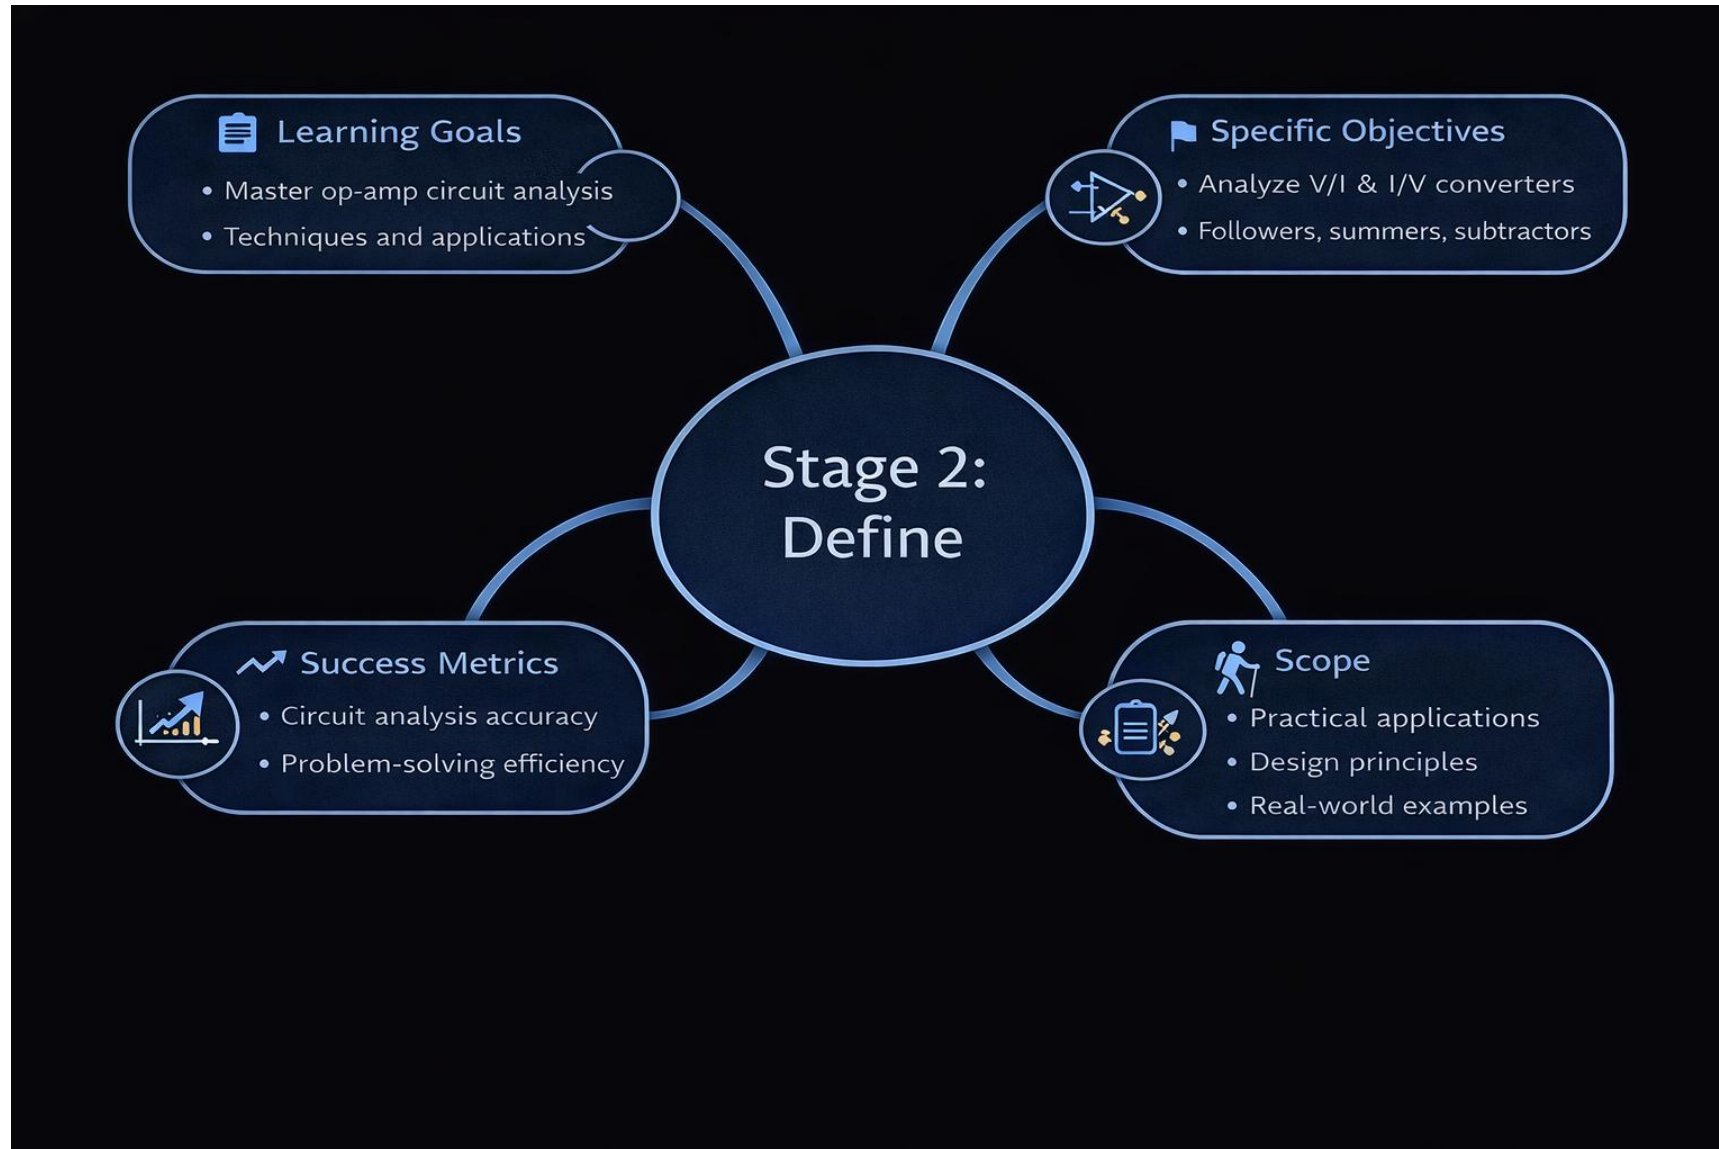 Learning Goals
• Master op-amp circuit analysis
• Techniques and applications
Specific Objectives
• Analyze V/I & I/V converters
• Followers, summers, subtractors
Stage 2:
Define
Success Metrics
• Circuit analysis accuracy
• Problem-solving efficiency
Scope
• Practical applications
• Design principles
• Real-world examples